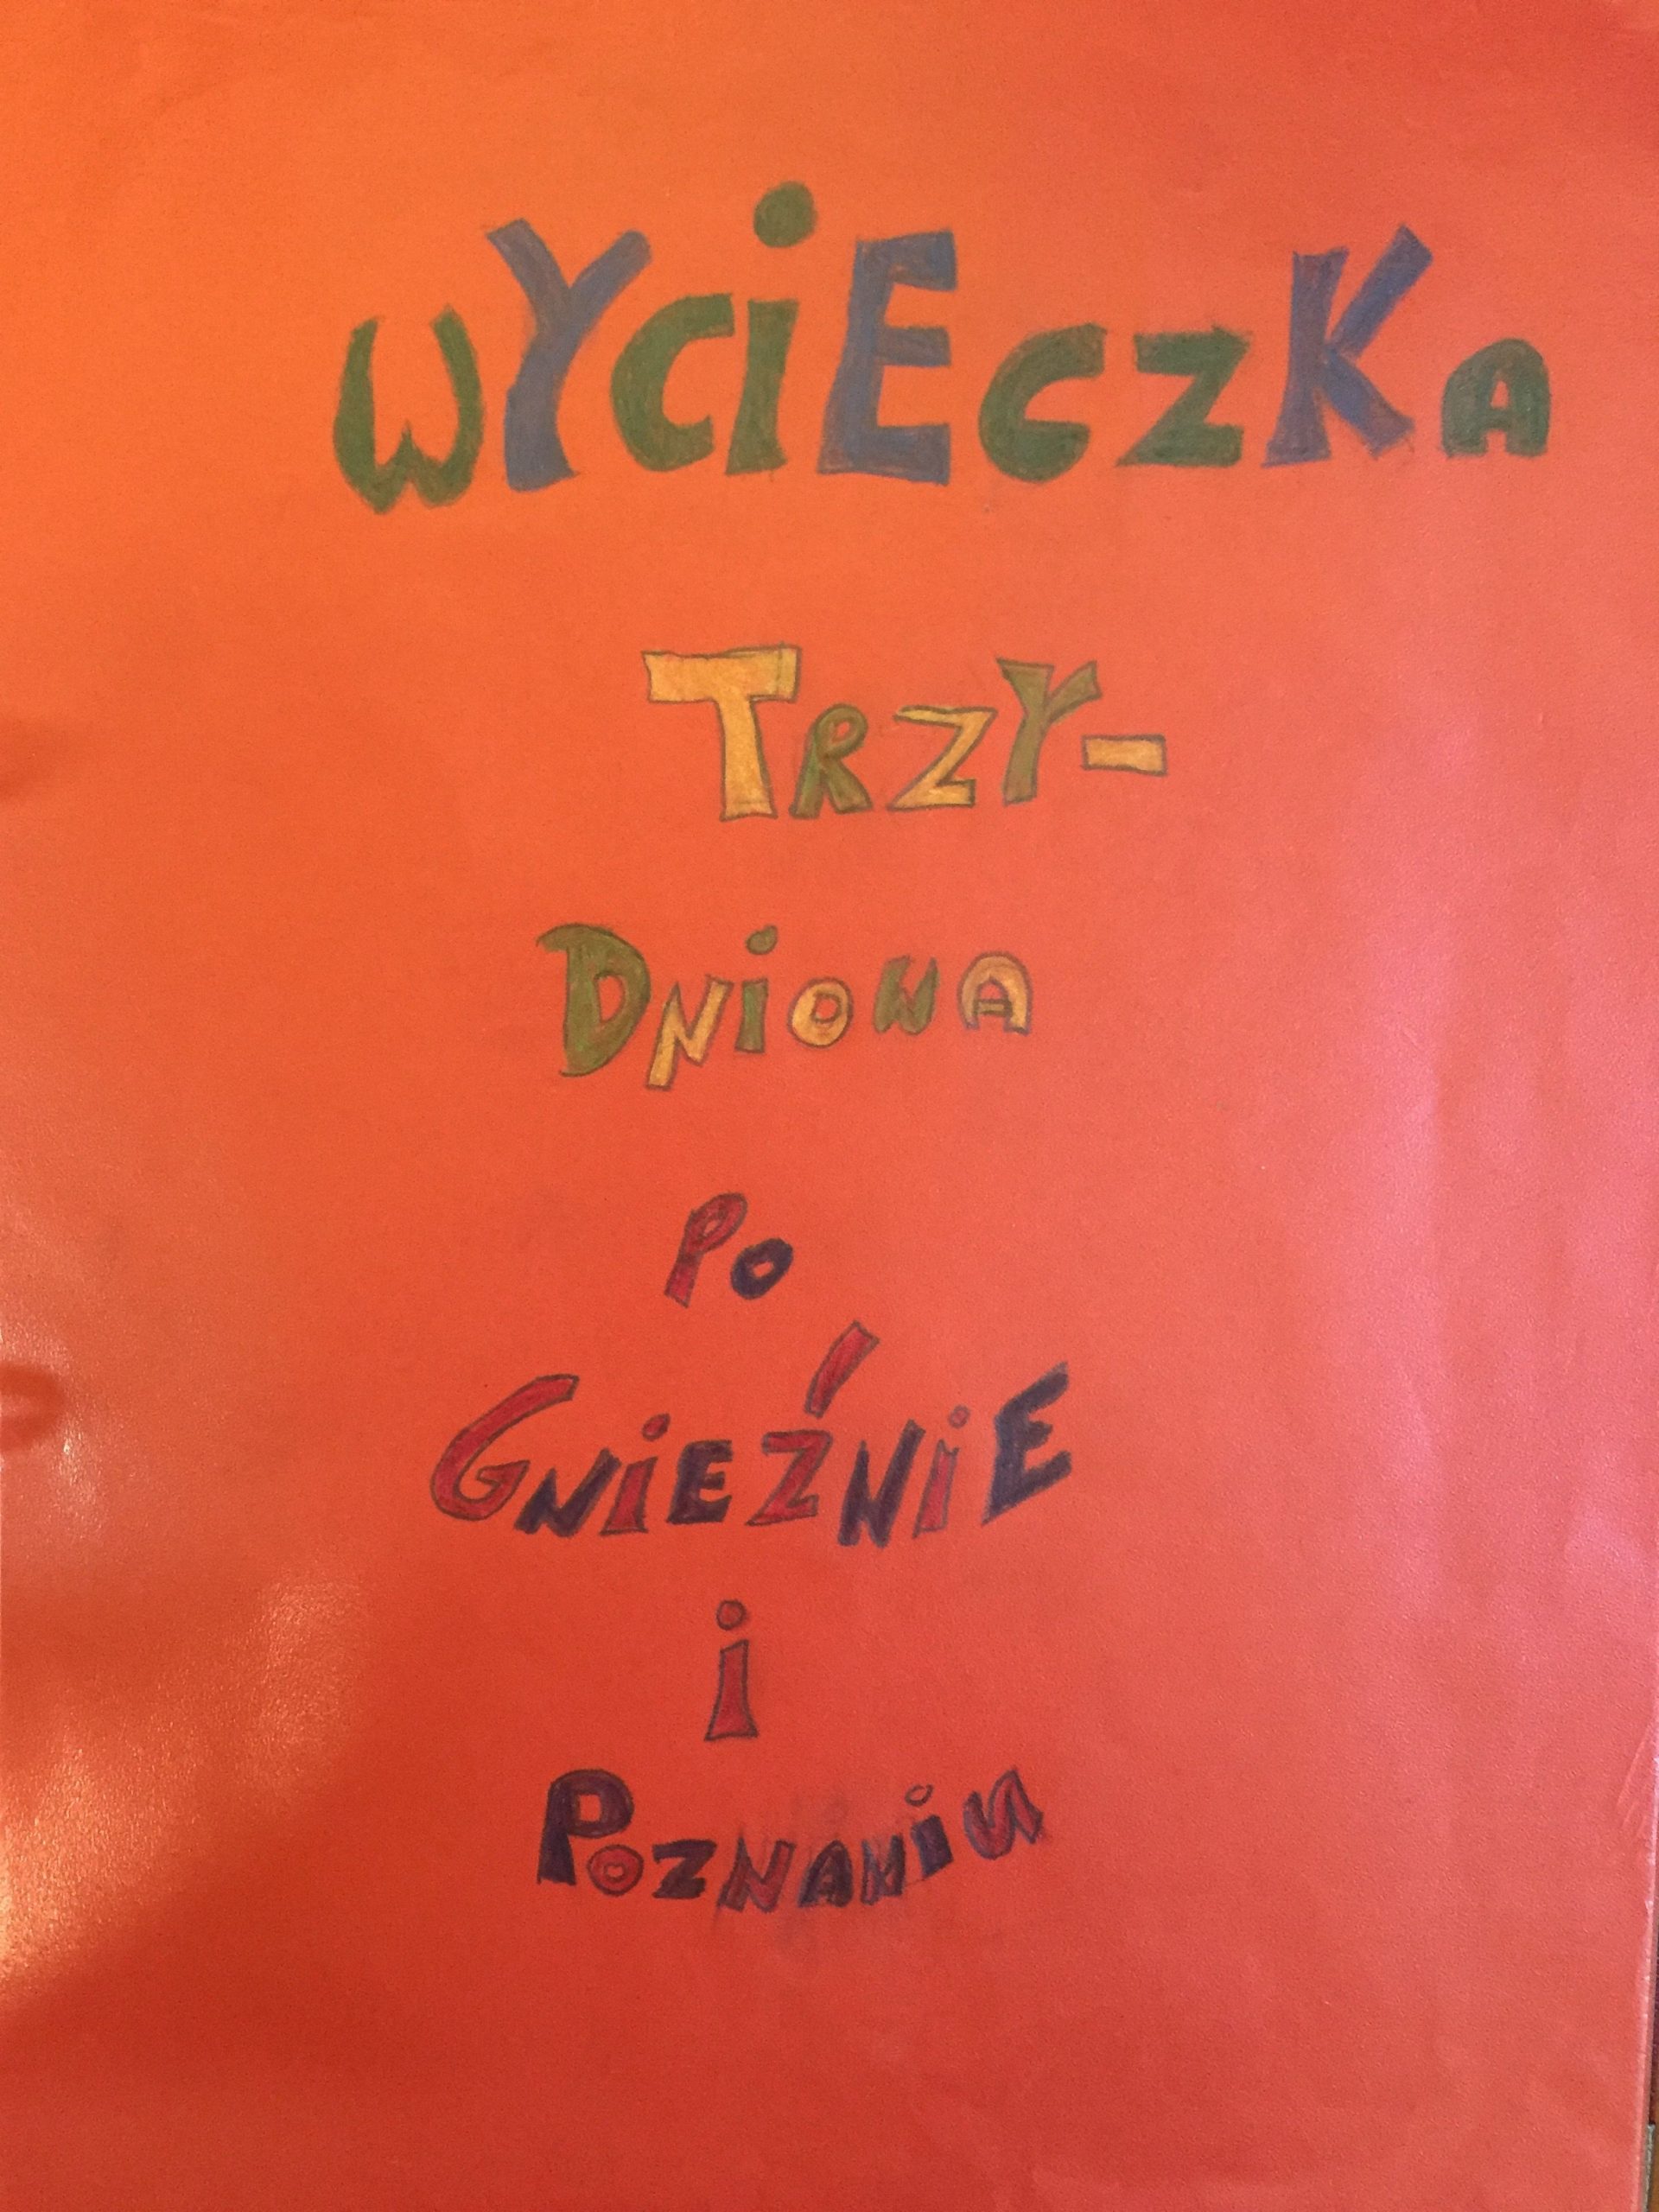 WYCiECZKA
TRZY-
DNiOWA
PO
GNiEŹNiE
i
POZNANiU